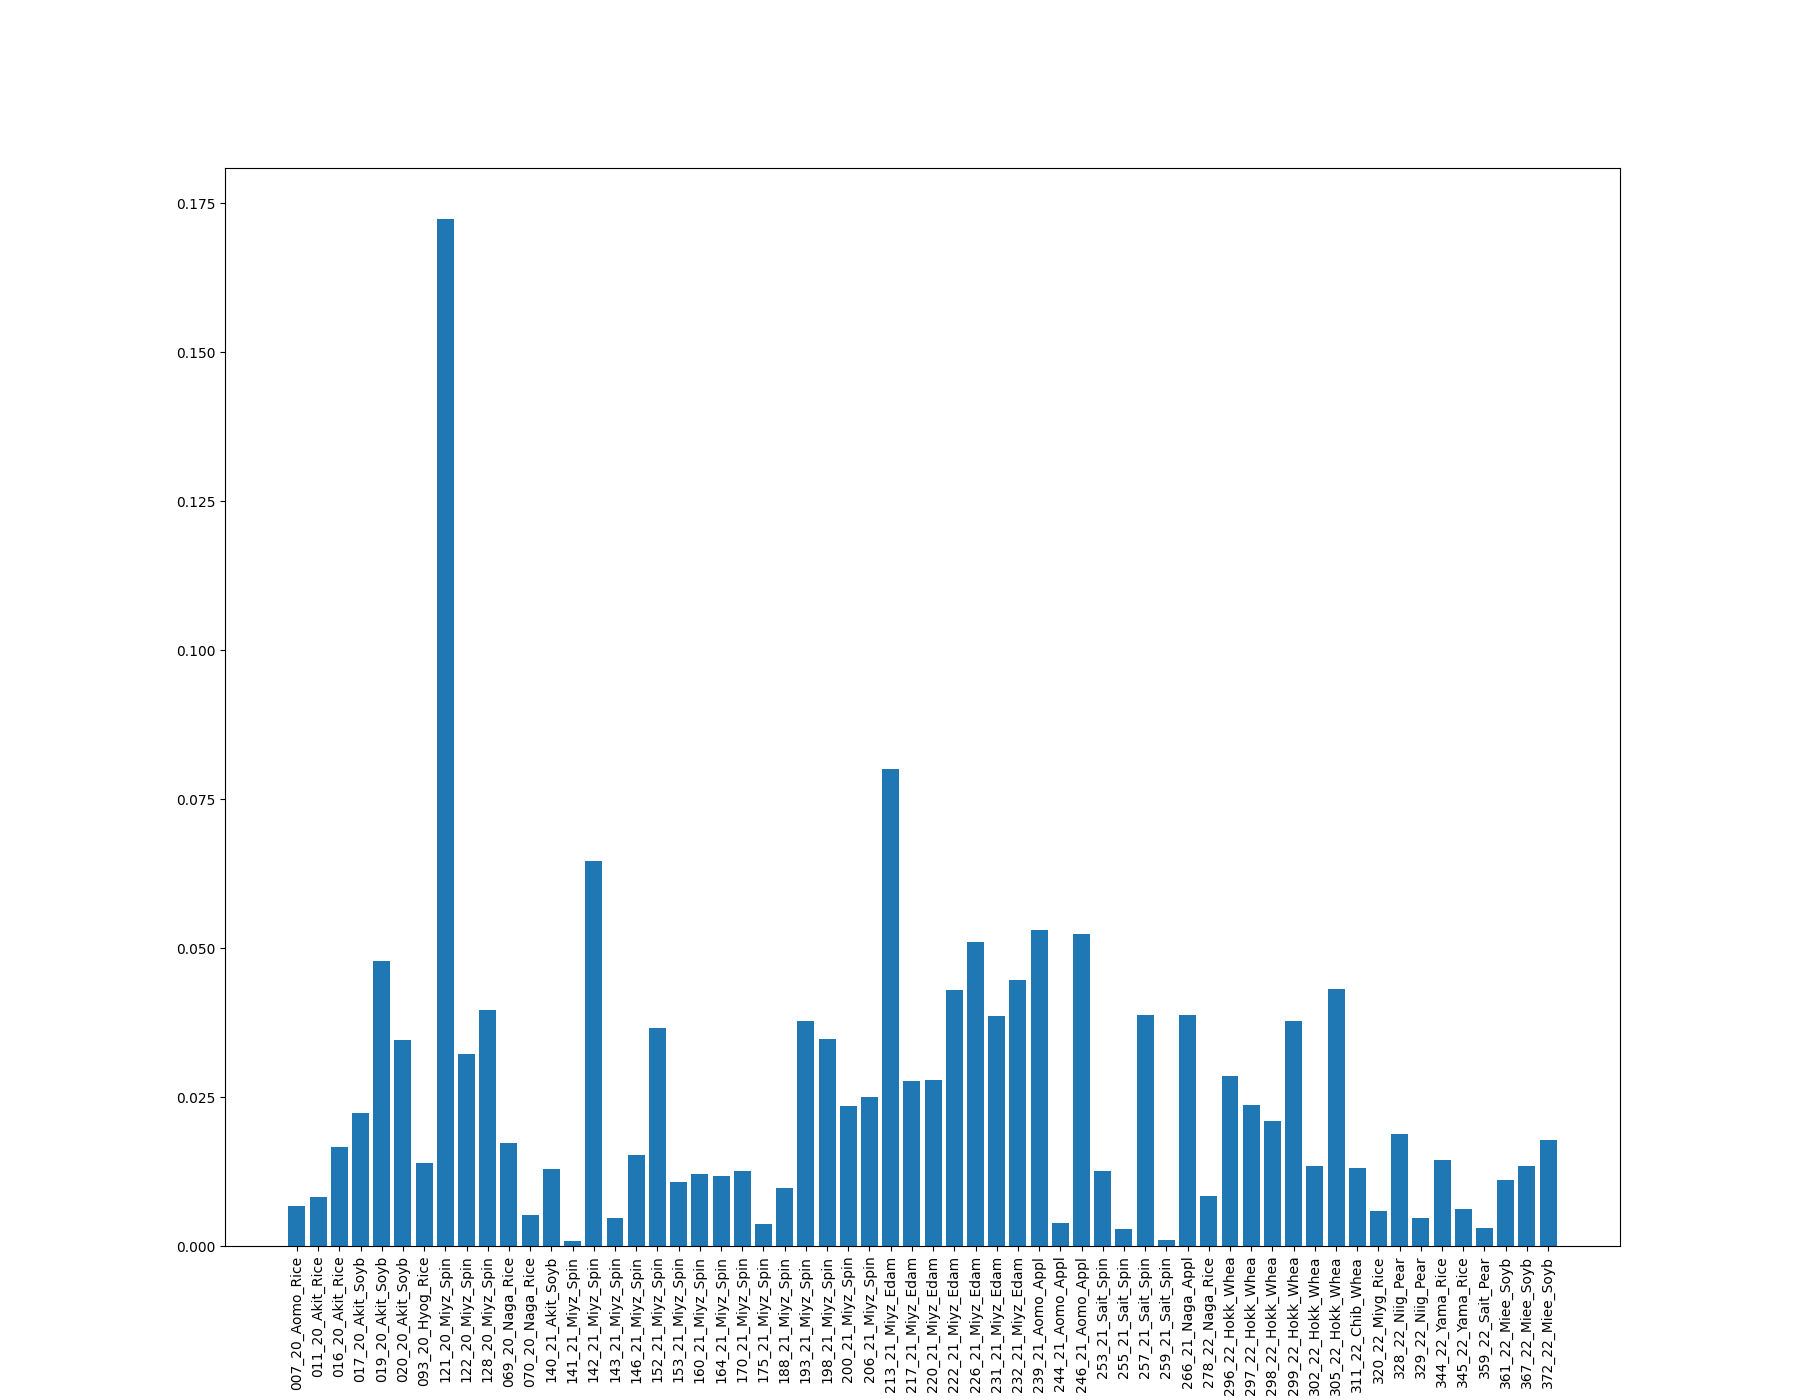 0.175
0.150
0.125
0.100
0.075
0.050
0.025
0.000
007_20_Aomo_Rice
011_20_Akit_Rice
016_20_Akit_Rice
017_20_Akit_Soyb
019_20_Akit_Soyb
020_20_Akit_Soyb
093_20_Hyog_Rice
121_20_Miyz_Spin
122_20_Miyz_Spin
128_20_Miyz_Spin
069_20_Naga_Rice
070_20_Naga_Rice
140_21_Akit_Soyb
141_21_Miyz_Spin
142_21_Miyz_Spin
143_21_Miyz_Spin
146_21_Miyz_Spin
152_21_Miyz_Spin
153_21_Miyz_Spin
160_21_Miyz_Spin
164_21_Miyz_Spin
170_21_Miyz_Spin
175_21_Miyz_Spin
188_21_Miyz_Spin
193_21_Miyz_Spin
198_21_Miyz_Spin
200_21_Miyz_Spin
206_21_Miyz_Spin
213_21_Miyz_Edam
217_21_Miyz_Edam
220_21_Miyz_Edam
222_21_Miyz_Edam
226_21_Miyz_Edam
231_21_Miyz_Edam
232_21_Miyz_Edam
239_21_Aomo_Appl
244_21_Aomo_Appl
246_21_Aomo_Appl
253_21_Sait_Spin
255_21_Sait_Spin
257_21_Sait_Spin
259_21_Sait_Spin
266_21_Naga_Appl
278_22_Naga_Rice
296_22_Hokk_Whea
297_22_Hokk_Whea
298_22_Hokk_Whea
299_22_Hokk_Whea
302_22_Hokk_Whea
305_22_Hokk_Whea
311_22_Chib_Whea
320_22_Miyg_Rice
328_22_Niig_Pear
329_22_Niig_Pear
344_22_Yama_Rice
345_22_Yama_Rice
359_22_Sait_Pear
361_22_Miee_Soyb
367_22_Miee_Soyb
372_22_Miee_Soyb